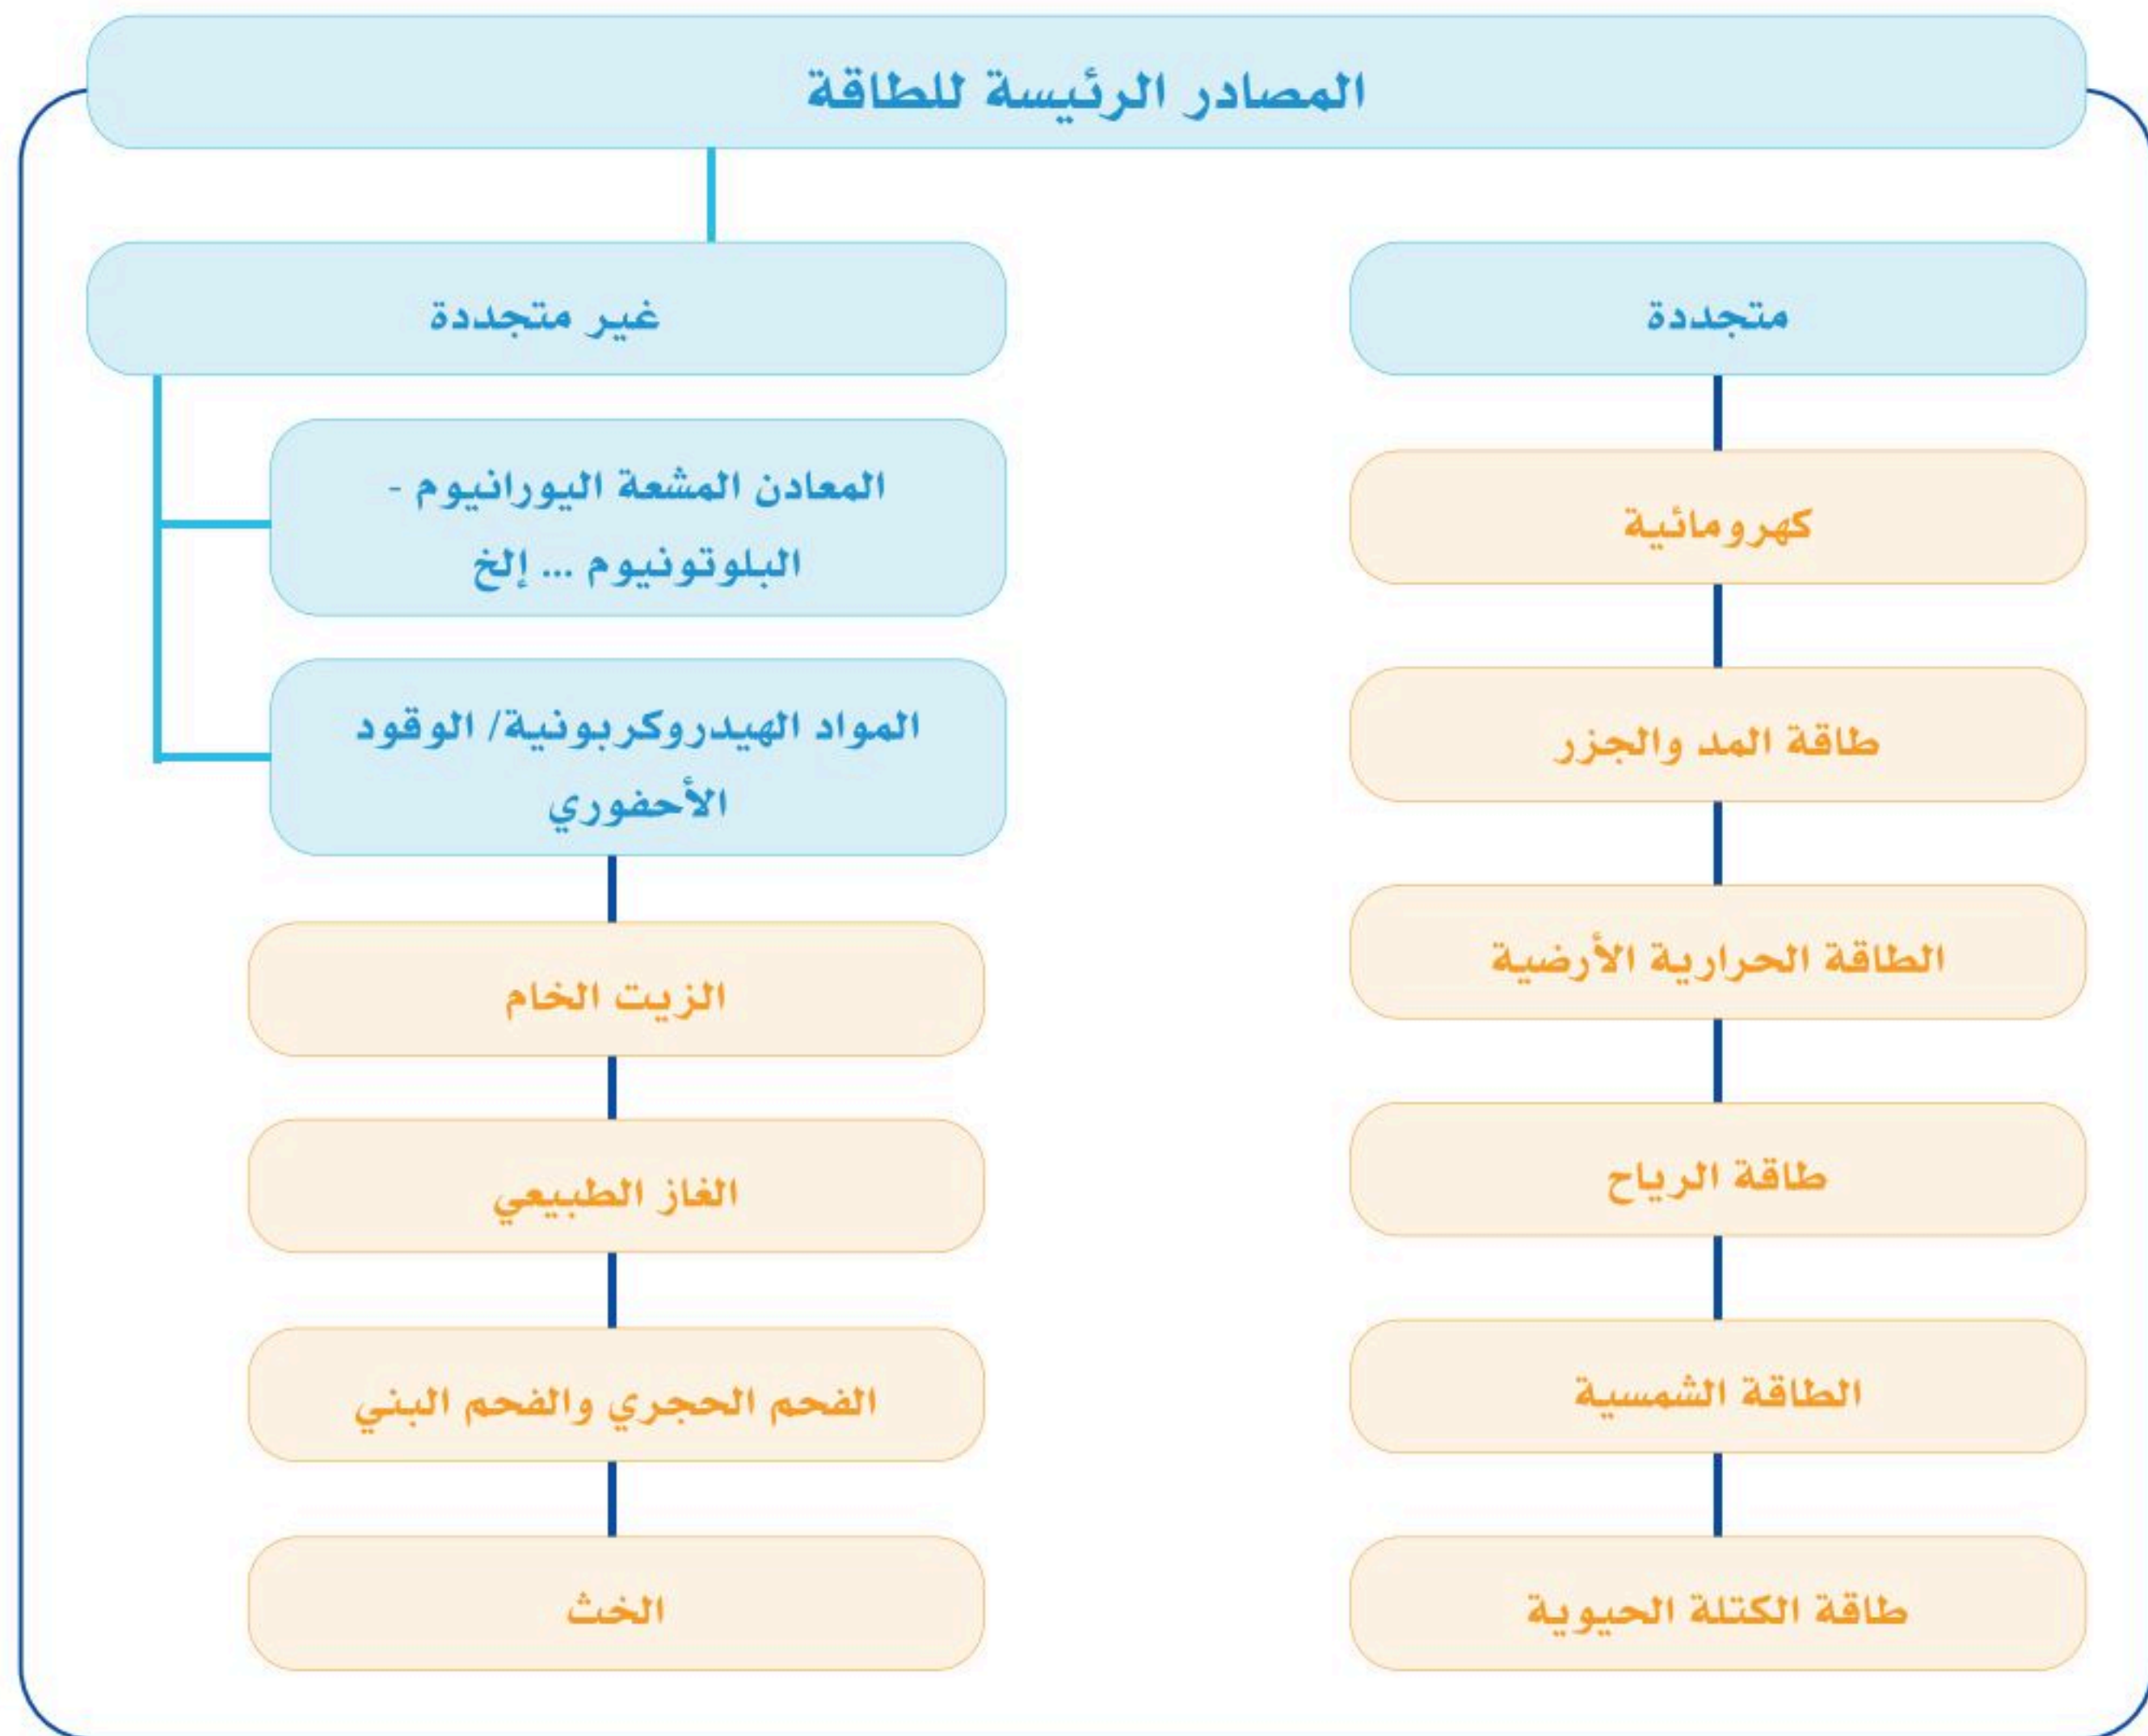 المصادر الرئيسة للطاقة
متجددة
كهرومائية
طاقة المد والجزر
الطاقة الحرارية الأرضية
طاقة الرياح
الطاقة الشمسية
طاقة الكتلة الحيوية
غير متجددة
المعادن المشعة اليورانيوم -
البلوتونيوم ... إلخ
المواد الهيدروكربونية/ الوقود
الأحفوري
الزيت الخام
الغاز الطبيعي
الفحم الحجري والفحم البني
الخث